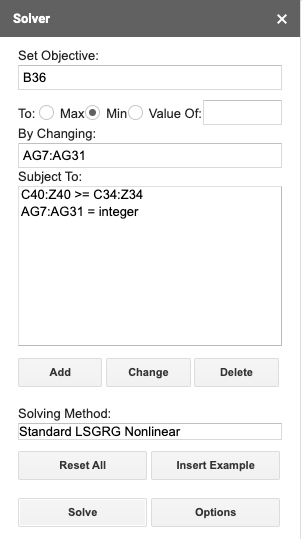 Solver ×
Set Objective:
B36
To: Max Min Value Of:
By Changing:
AG7:AG31
Subject To:
C40:Z40 >= C34:Z34
AG7:AG31 = integer
Add Change Delete
Solving Method:
Standard LSGRG Nonlinear
Reset All Insert Example
Solve Options